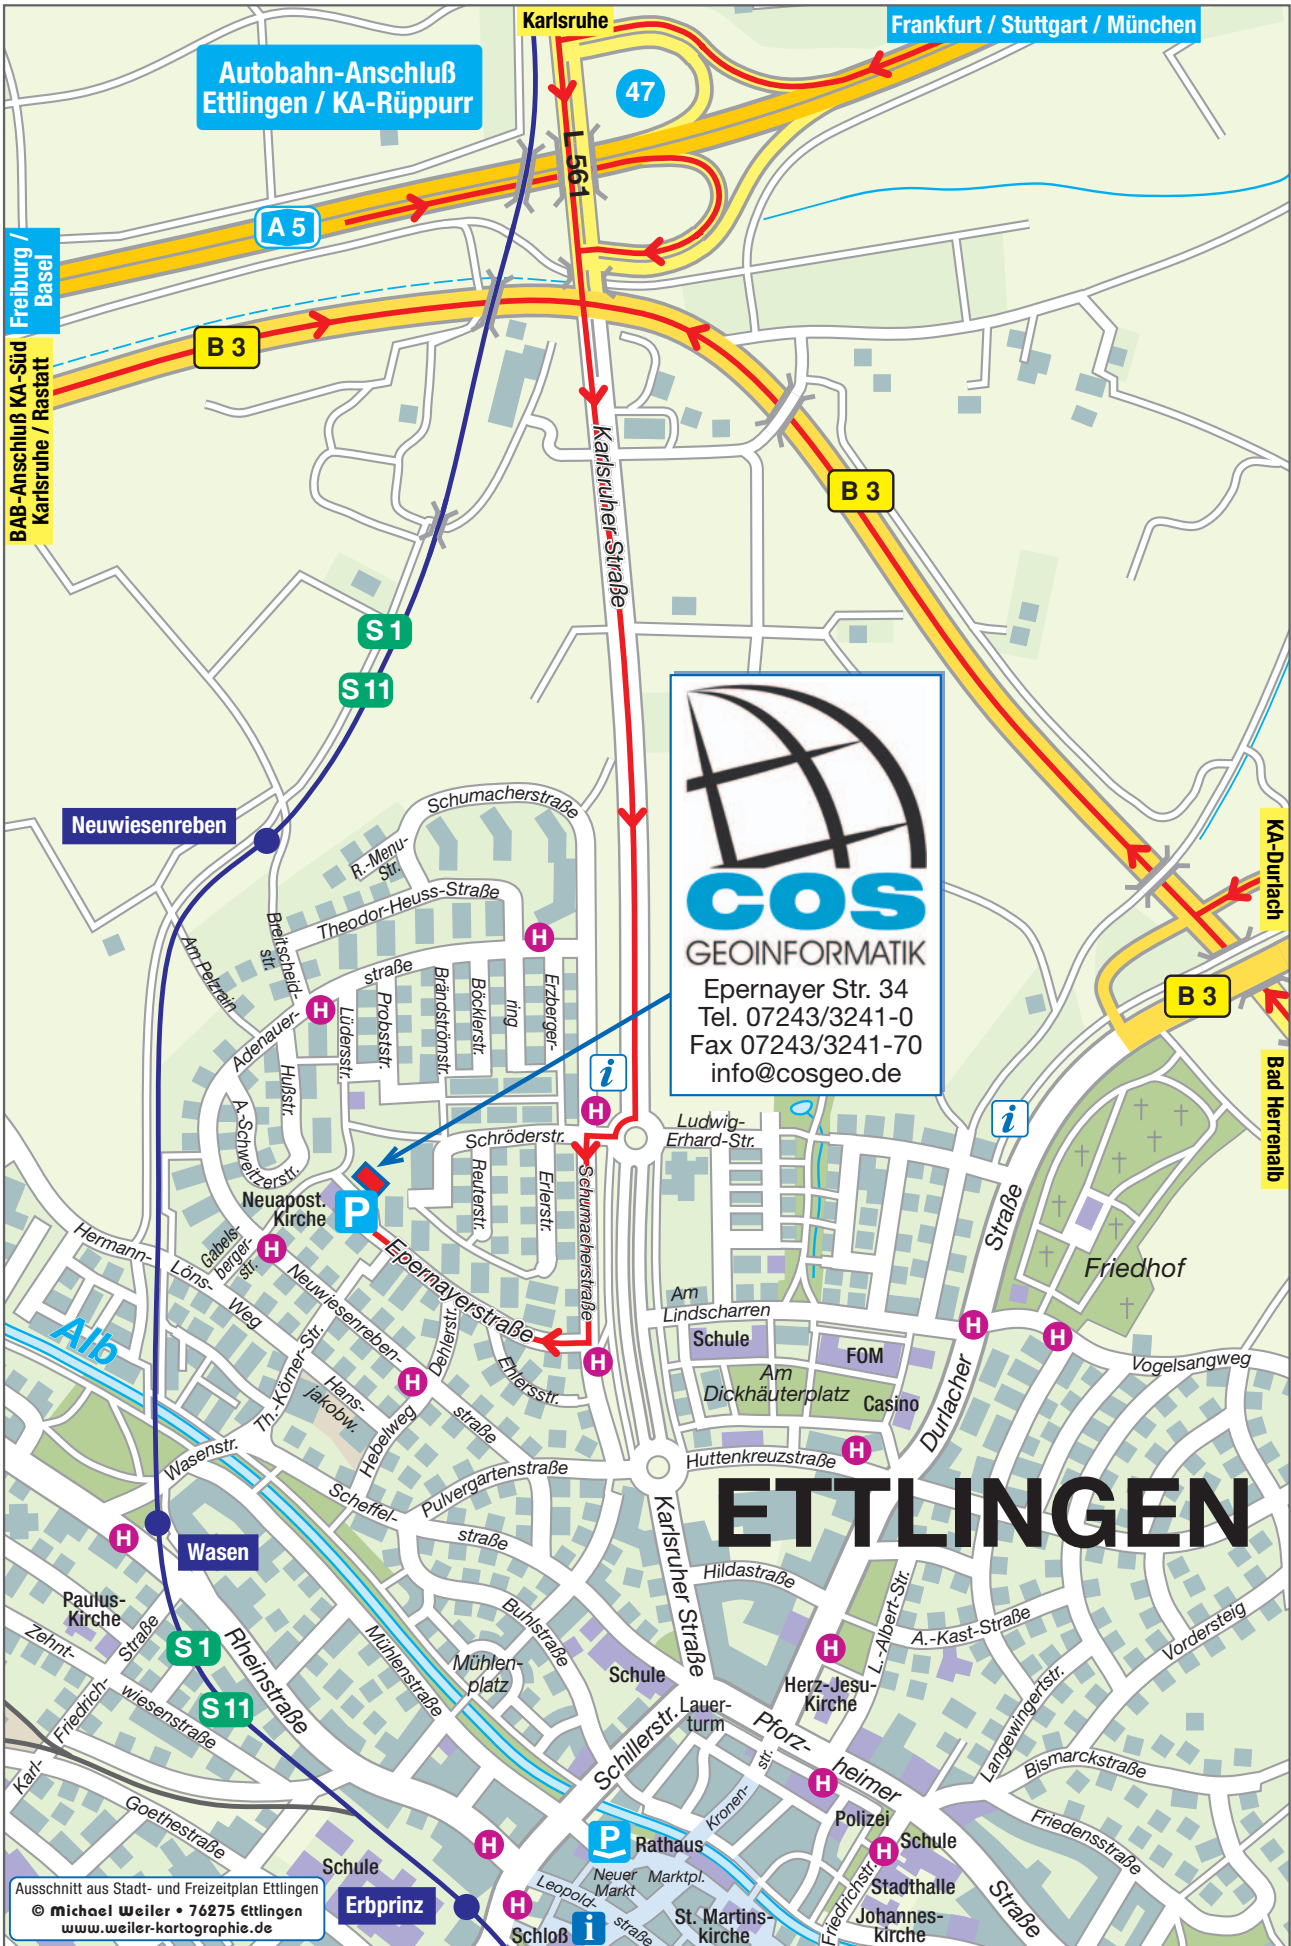 Karlsruhe
Frankfurt / Stuttgart / München
Autobahn-Anschluß
Ettlingen / KA-Rüppurr
47
L 561
A 5
Freiburg /
Basel
B 3
BAB-Anschluß KA-Süd
Karlsruhe / Rastatt
B 3
Karlsruher Straße
S 1
S 11
Neuwiesenreben
COS
GEOINFORMATIK
Epernayer Str. 34
Tel. 07243/3241-0
Fax 07243/3241-70
info@cosgeo.de
KA-Durlach
B 3
Bad Herrenalb
Schumacherstraße
R.-Menu-
Str.
Theodor-Heuss-Straße
H
Breitscheid-
str.
Am Pelzrain
Adenauer-
straße
H
Lüdersstr.
Probststr.
Brändströmstr.
Böcklerstr.
Erzberger-
ring
Hußstr.
A.-Schweitzerstr.
i
H
Schröderstr.
Reuterstr.
Erlerstr.
Schumacherstraße
Ludwig-
Erhard-Str.
i
Neuapost.
Kirche
P
Gabels-
berger-
str.
H
Epernayerstraße
Hermann-
Löns-
Weg
Neuwiesenreben-
straße
Dehlerstr.
Ehlersstr.
H
H
Th.-Körner-Str.
Hans-
jakobw.
Hebelweg
Alb
Wasenstr.
Scheffel-
straße
Pulvergartenstraße
Am
Lindscharren
Schule
FOM
Am
Dickhäuterplatz
Casino
Huttenkreuzstraße
H
Durlacher
Straße
H
H
Friedhof
Vogelsangweg
ETTLINGEN
H
Wasen
Paulus-
Kirche
Zehnt-
wiesenstraße
S 1
S 11
Rheinstraße
Karl-
Friedrich-
Straße
Goethestraße
Mühlenstraße
Mühlen-
platz
Buhlstraße
Schule
Karlsruher Straße
Hildastraße
L.-Albert-Str.
A.-Kast-Straße
Vordersteig
H
Herz-Jesu-
Kirche
Langewingertstr.
Bismarckstraße
Friedensstraße
Schillerstr.
Lauer-
turm
Pforz-
heimer
Straße
Kronen-
str.
H
Polizei
H
Schule
Stadthalle
Friedrichstr.
Johannes-
kirche
P
Rathaus
Neuer
Markt
Marktpl.
Leopold-
straße
St. Martins-
kirche
H
H
Schloß
i
Schule
Erbprinz
Ausschnitt aus Stadt- und Freizeitplan Ettlingen
© Michael Weiler • 76275 Ettlingen
www.weiler-kartographie.de